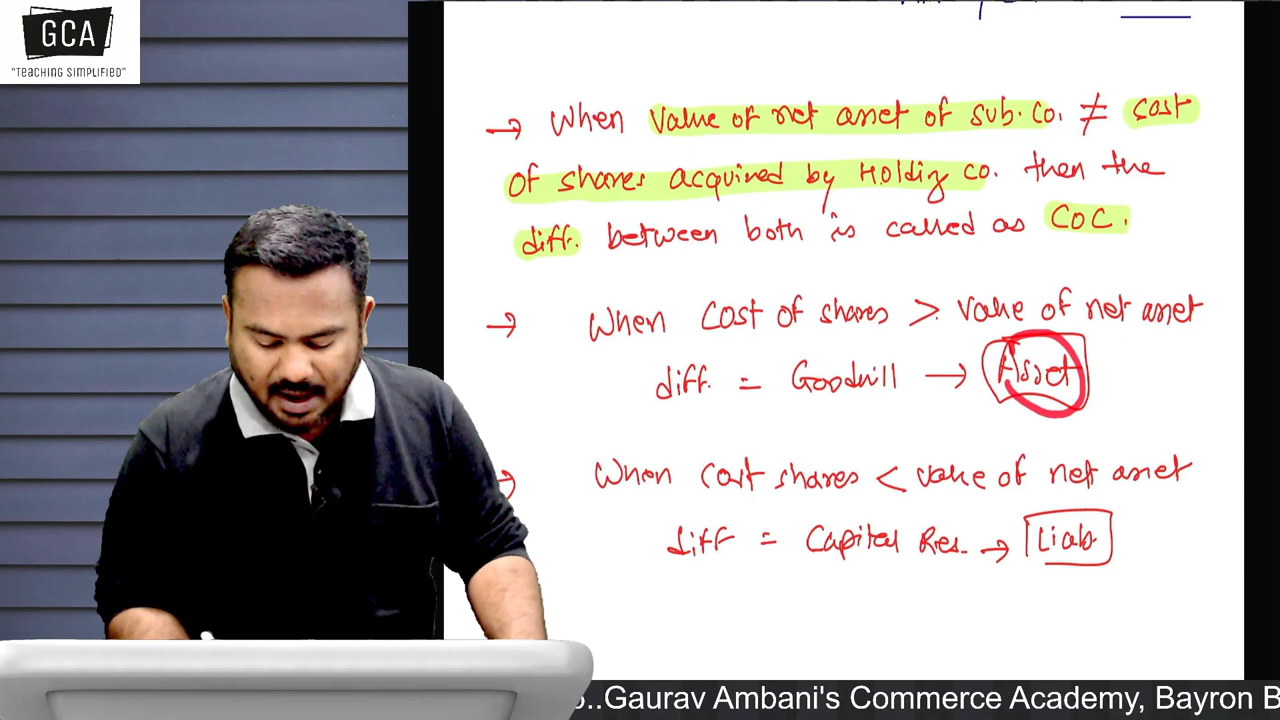 GCA
"TEACHING SIMPLIFIED"
→ When value of net asset of sub. co. ≠ cost
of shares acquired by Holding co. then the
diff. between both is called as COC.
→ When cost of shares > value of net asset
diff. = Goodwill → Asset
When cost shares < value of net asset
diff = Capital Res. → Liab
..Gaurav Ambani's Commerce Academy, Bayron B